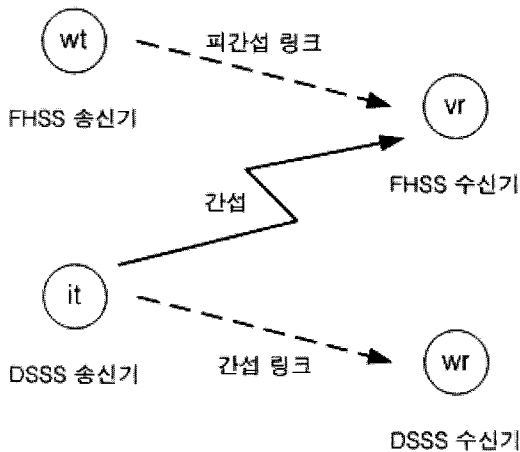 wt
피간섭 링크
vr
FHSS 송신기
FHSS 수신기
간섭
it
간섭 링크
wr
DSSS 송신기
DSSS 수신기